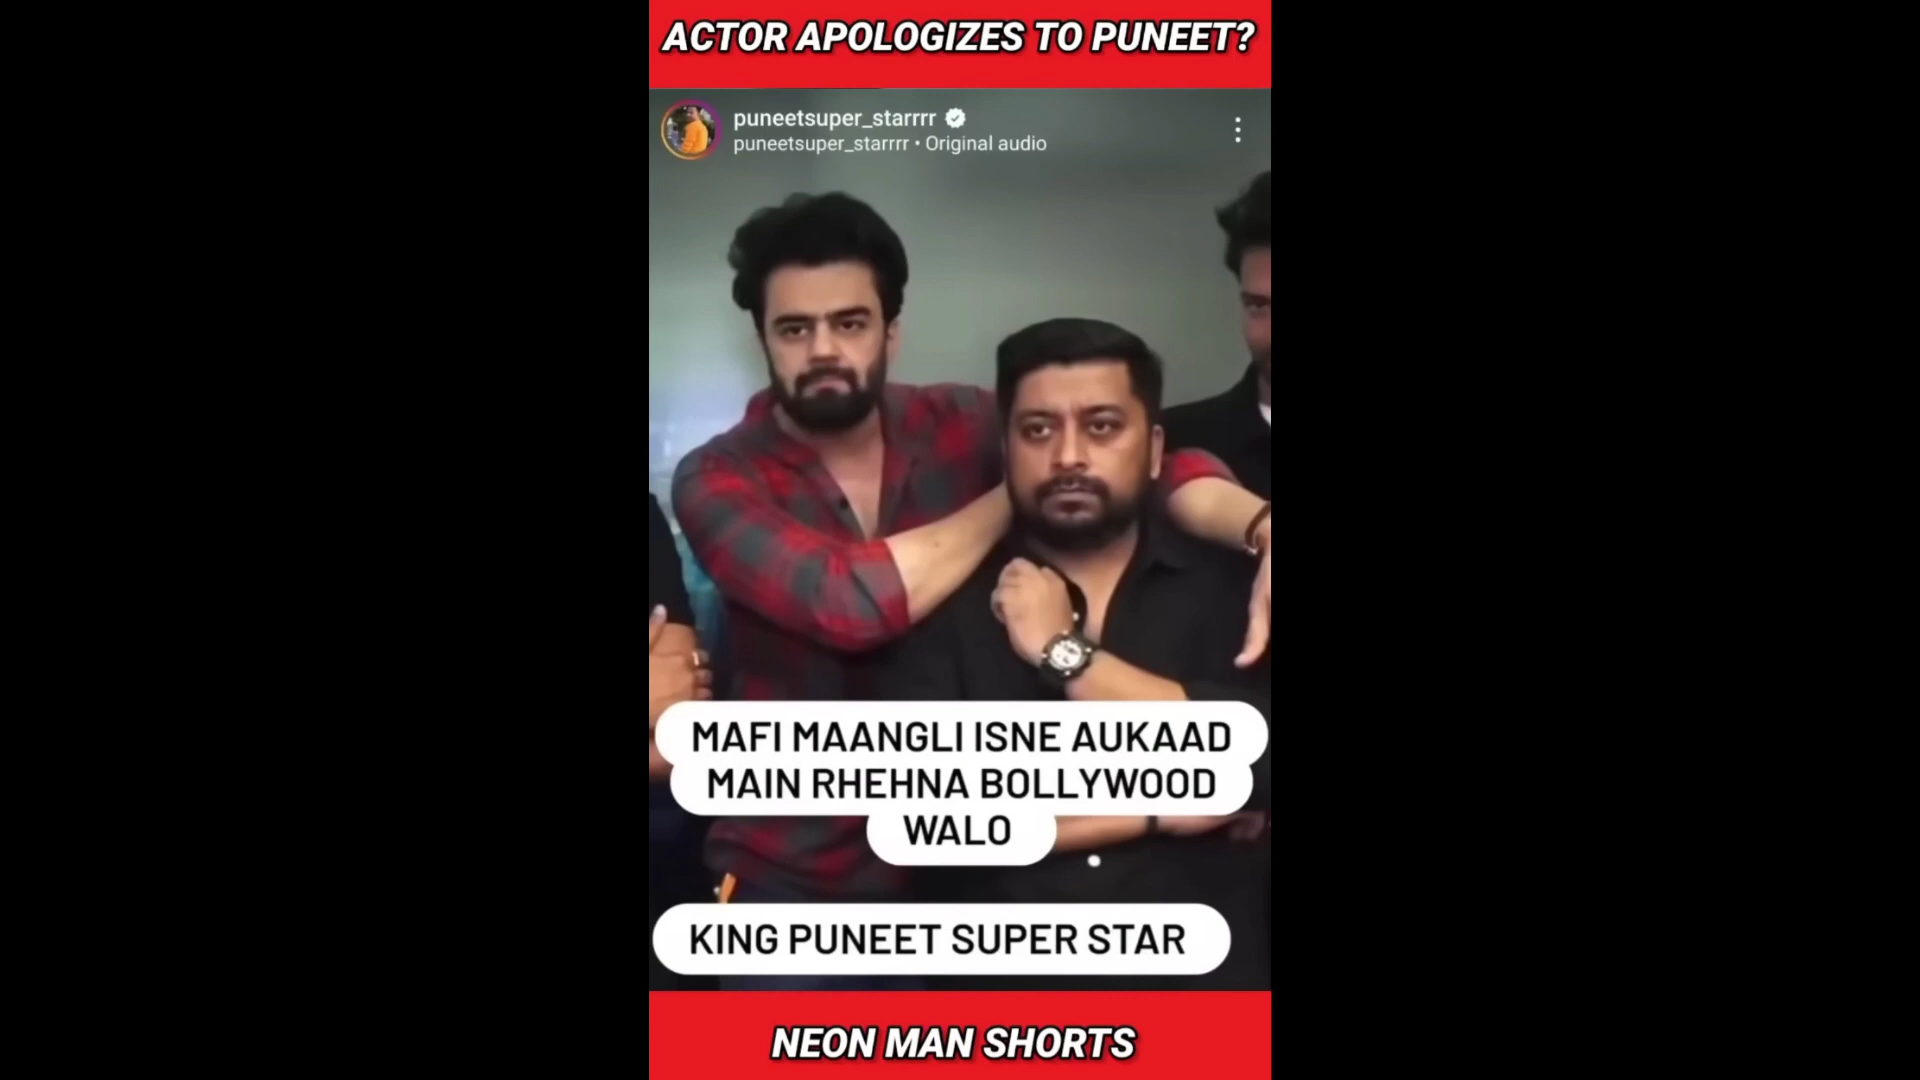 ACTOR APOLOGIZES TO PUNEET?
puneetsuper_starrrr
puneetsuper_starrrr • Original audio
MAFI MAANGLI ISNE AUKAAD
MAIN RHEHNA BOLLYWOOD
WALO
KING PUNEET SUPER STAR
NEON MAN SHORTS